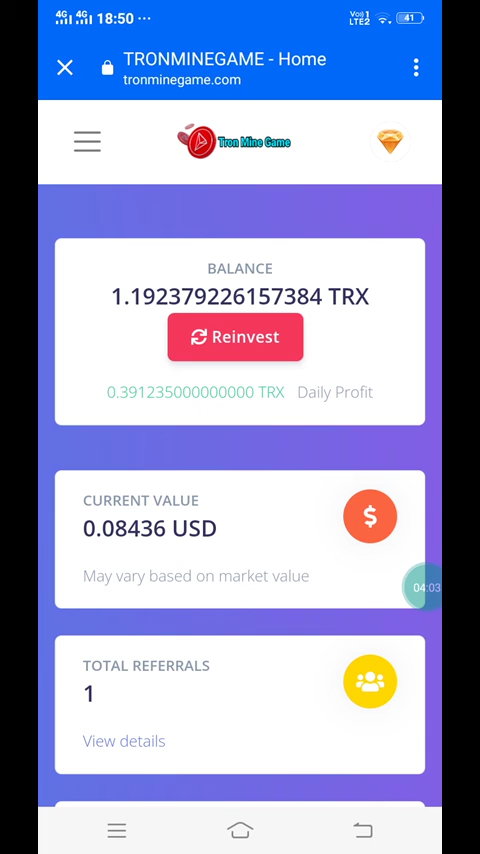 4G 4G 18:50 ··· Vo)) 1 LTE2 41
TRONMINEGAME - Home
tronminegame.com
Tron Mine Game
BALANCE
1.192379226157384 TRX
Reinvest
0.391235000000000 TRX Daily Profit
CURRENT VALUE
0.08436 USD
$
May vary based on market value
04:03
TOTAL REFERRALS
1
View details